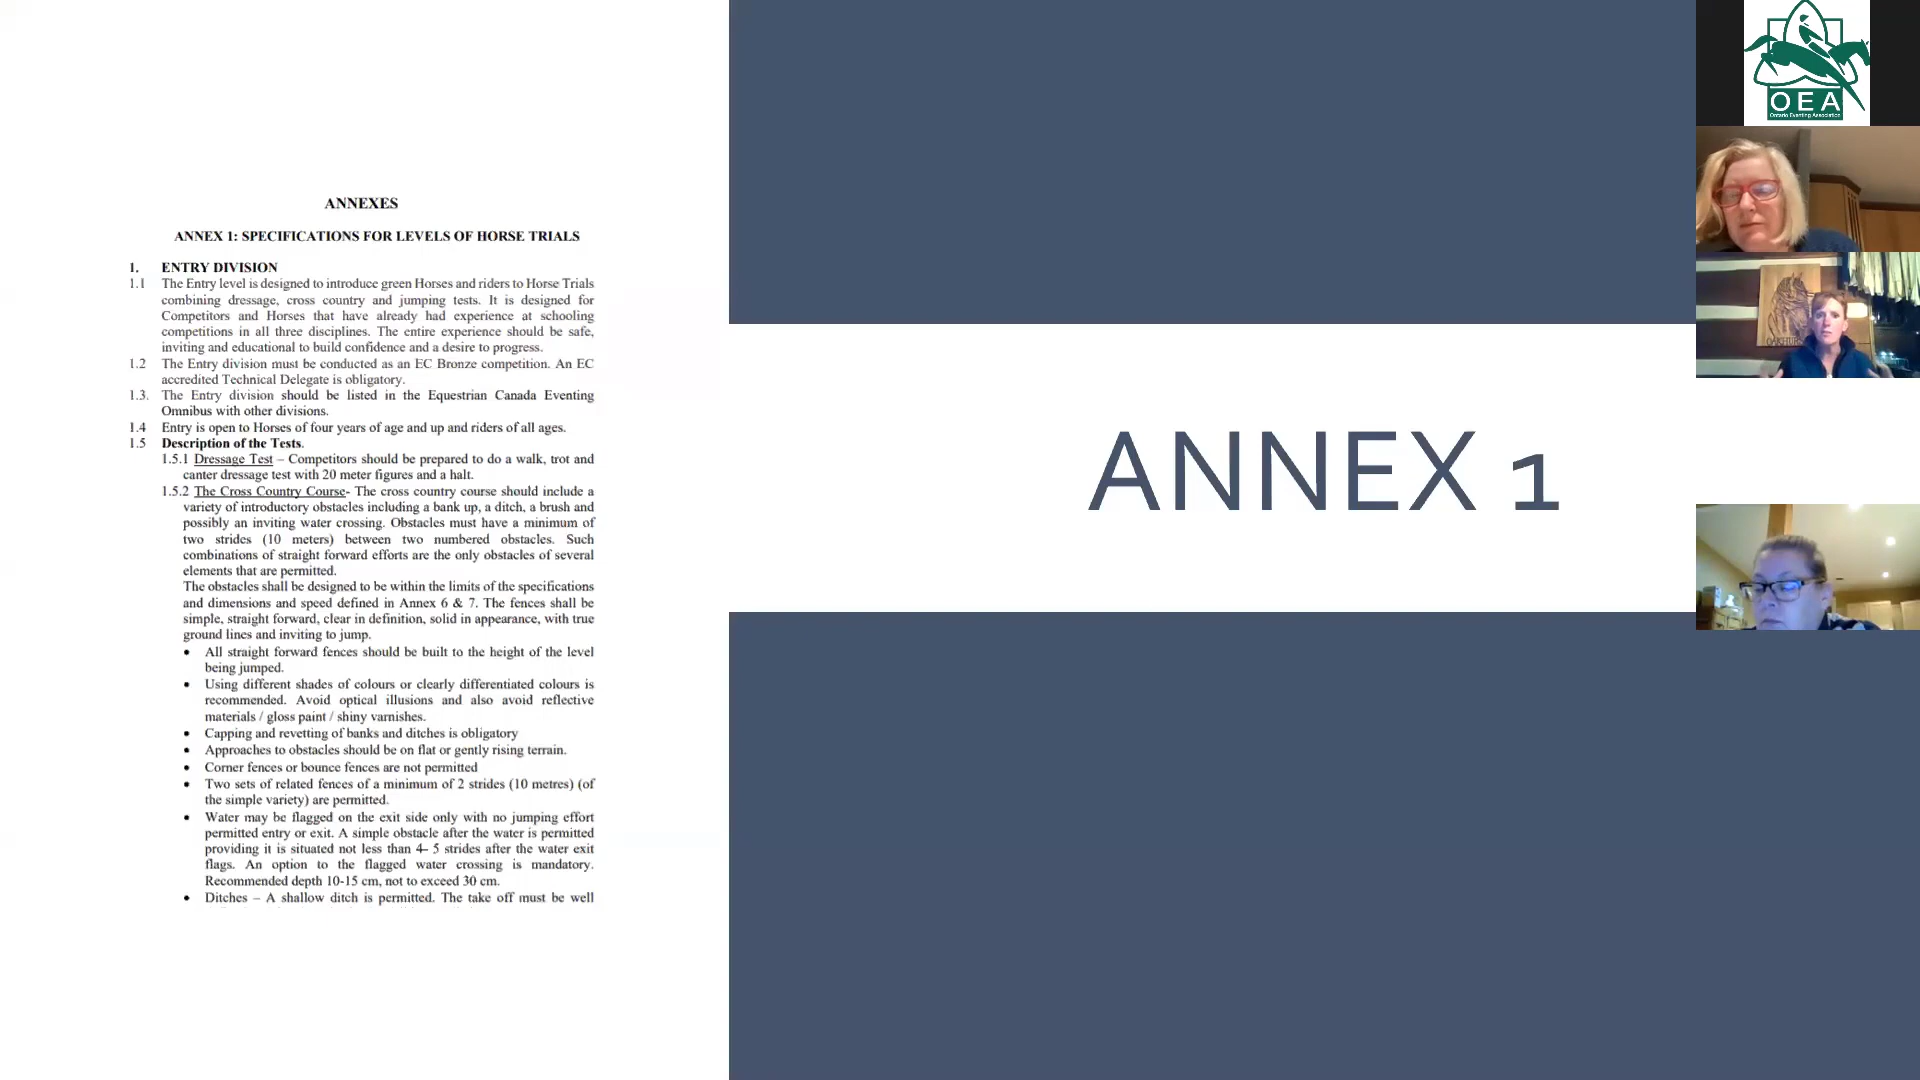 ANNEXES
ANNEX 1: SPECIFICATIONS FOR LEVELS OF HORSE TRIALS
1. ENTRY DIVISION
1.1 The Entry level is designed to introduce green Horses and riders to Horse Trials
combining dressage, cross country and jumping tests. It is designed for
Competitors and Horses that have already had experience at schooling
competitions in all three disciplines. The entire experience should be safe,
inviting and educational to build confidence and a desire to progress.
1.2 The Entry division must be conducted as an EC Bronze competition. An EC
accredited Technical Delegate is obligatory.
1.3. The Entry division should be listed in the Equestrian Canada Eventing
Omnibus with other divisions.
1.4 Entry is open to Horses of four years of age and up and riders of all ages.
1.5 Description of the Tests.
1.5.1 Dressage Test – Competitors should be prepared to do a walk, trot and
canter dressage test with 20 meter figures and a halt.
1.5.2 The Cross Country Course- The cross country course should include a
variety of introductory obstacles including a bank up, a ditch, a brush and
possibly an inviting water crossing. Obstacles must have a minimum of
two strides (10 meters) between two numbered obstacles. Such
combinations of straight forward efforts are the only obstacles of several
elements that are permitted.
The obstacles shall be designed to be within the limits of the specifications
and dimensions and speed defined in Annex 6 & 7. The fences shall be
simple, straight forward, clear in definition, solid in appearance, with true
ground lines and inviting to jump.
• All straight forward fences should be built to the height of the level
being jumped.
• Using different shades of colours or clearly differentiated colours is
recommended. Avoid optical illusions and also avoid reflective
materials / gloss paint / shiny varnishes.
• Capping and revetting of banks and ditches is obligatory
• Approaches to obstacles should be on flat or gently rising terrain.
• Corner fences or bounce fences are not permitted
• Two sets of related fences of a minimum of 2 strides (10 metres) (of
the simple variety) are permitted.
• Water may be flagged on the exit side only with no jumping effort
permitted entry or exit. A simple obstacle after the water is permitted
providing it is situated not less than 4– 5 strides after the water exit
flags. An option to the flagged water crossing is mandatory.
Recommended depth 10-15 cm, not to exceed 30 cm.
• Ditches – A shallow ditch is permitted. The take off must be well
ANNEX 1
OEA
Ontario Eventing Association